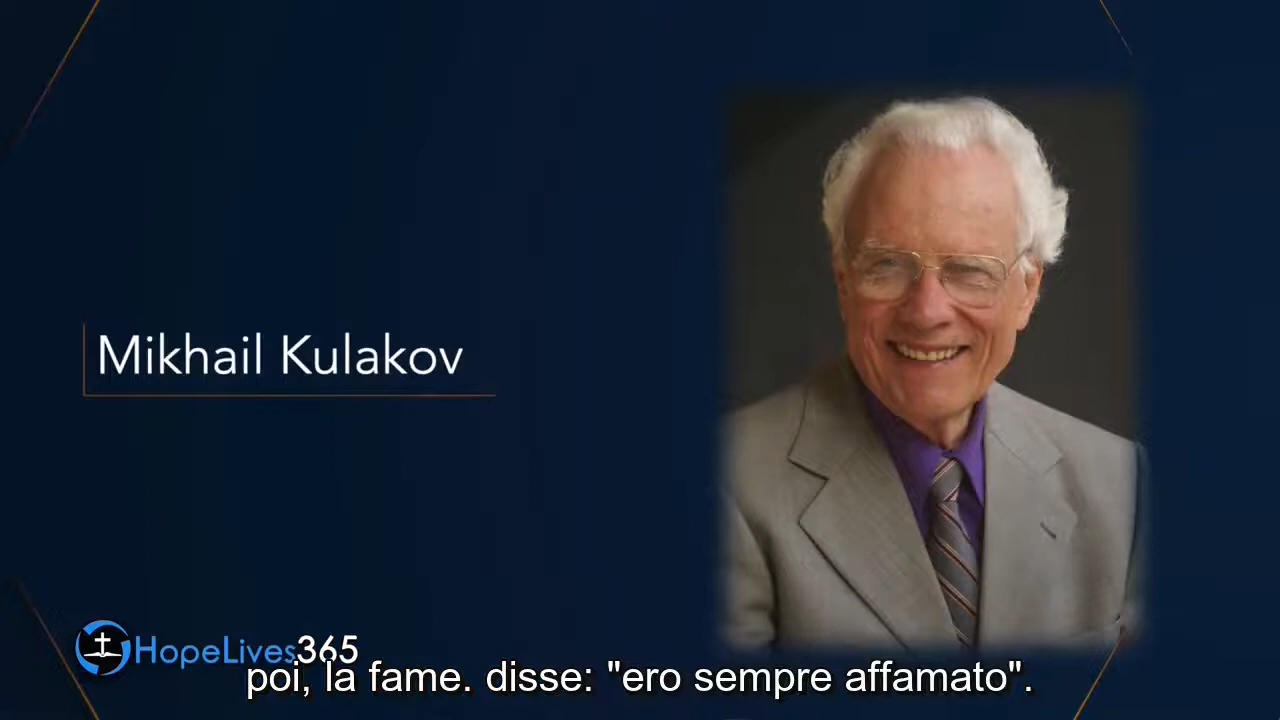 Mikhail Kulakov
HopeLives365
poi, la fame. disse: "ero sempre affamato".